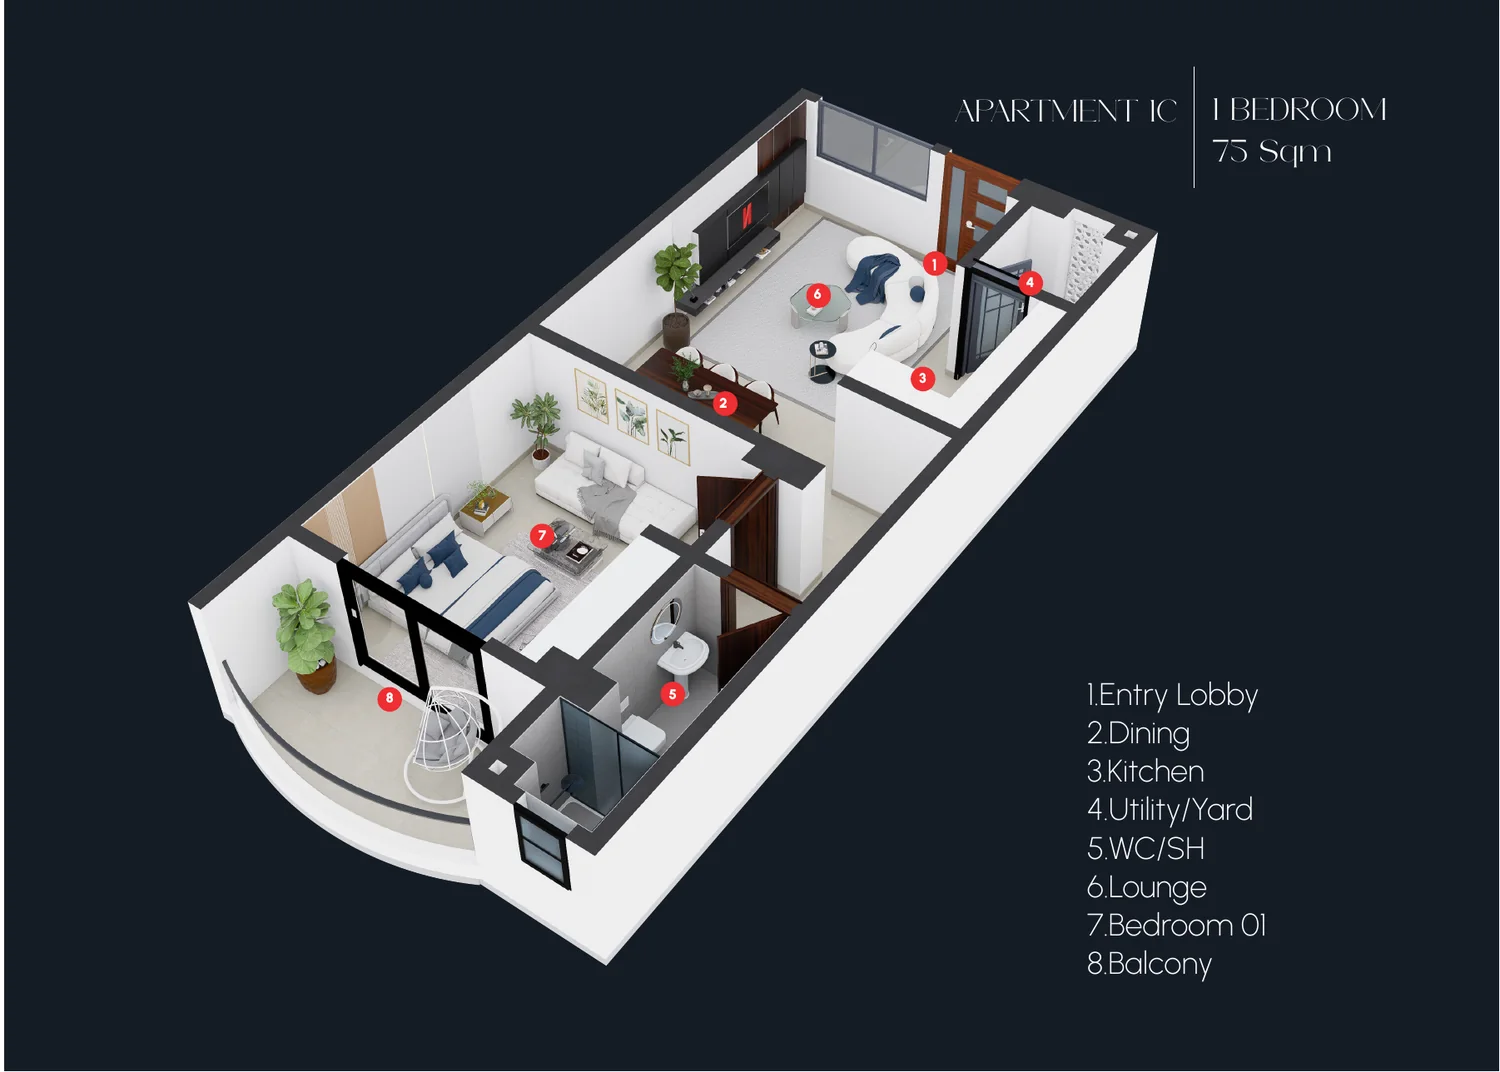 APARTMENT 1C
1 BEDROOM
75 Sqm
N
1
6
4
3
2
7
5
8
1.Entry Lobby
2.Dining
3.Kitchen
4.Utility/Yard
5.WC/SH
6.Lounge
7.Bedroom 01
8.Balcony